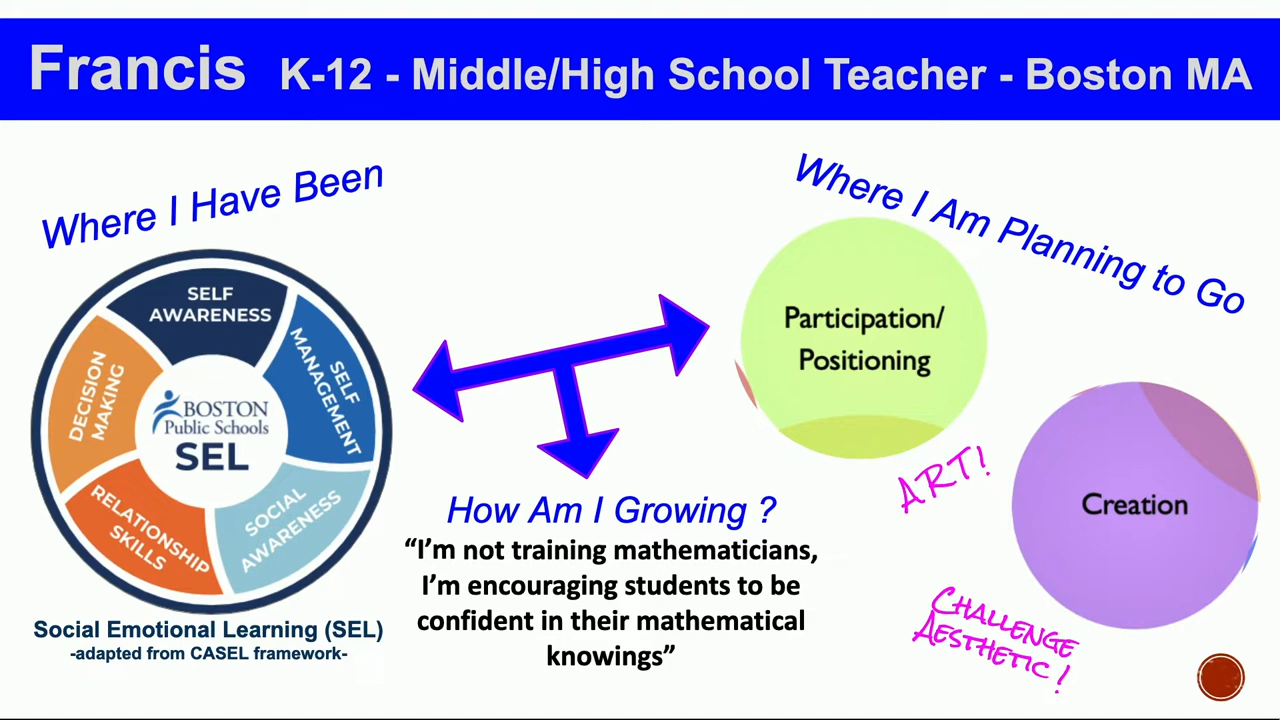 Francis K-12 - Middle/High School Teacher - Boston MA
Where I Have Been
SELF
AWARENESS
SELF
MANAGEMENT
SOCIAL
AWARENESS
RELATIONSHIP
SKILLS
DECISION
MAKING
BOSTON
Public Schools
SEL
Social Emotional Learning (SEL)
-adapted from CASEL framework-
How Am I Growing ?
“I’m not training mathematicians,
I’m encouraging students to be
confident in their mathematical
knowings”
Where I Am Planning to Go
Participation/
Positioning
ART!
Creation
CHALLENGE
AESTHETIC!